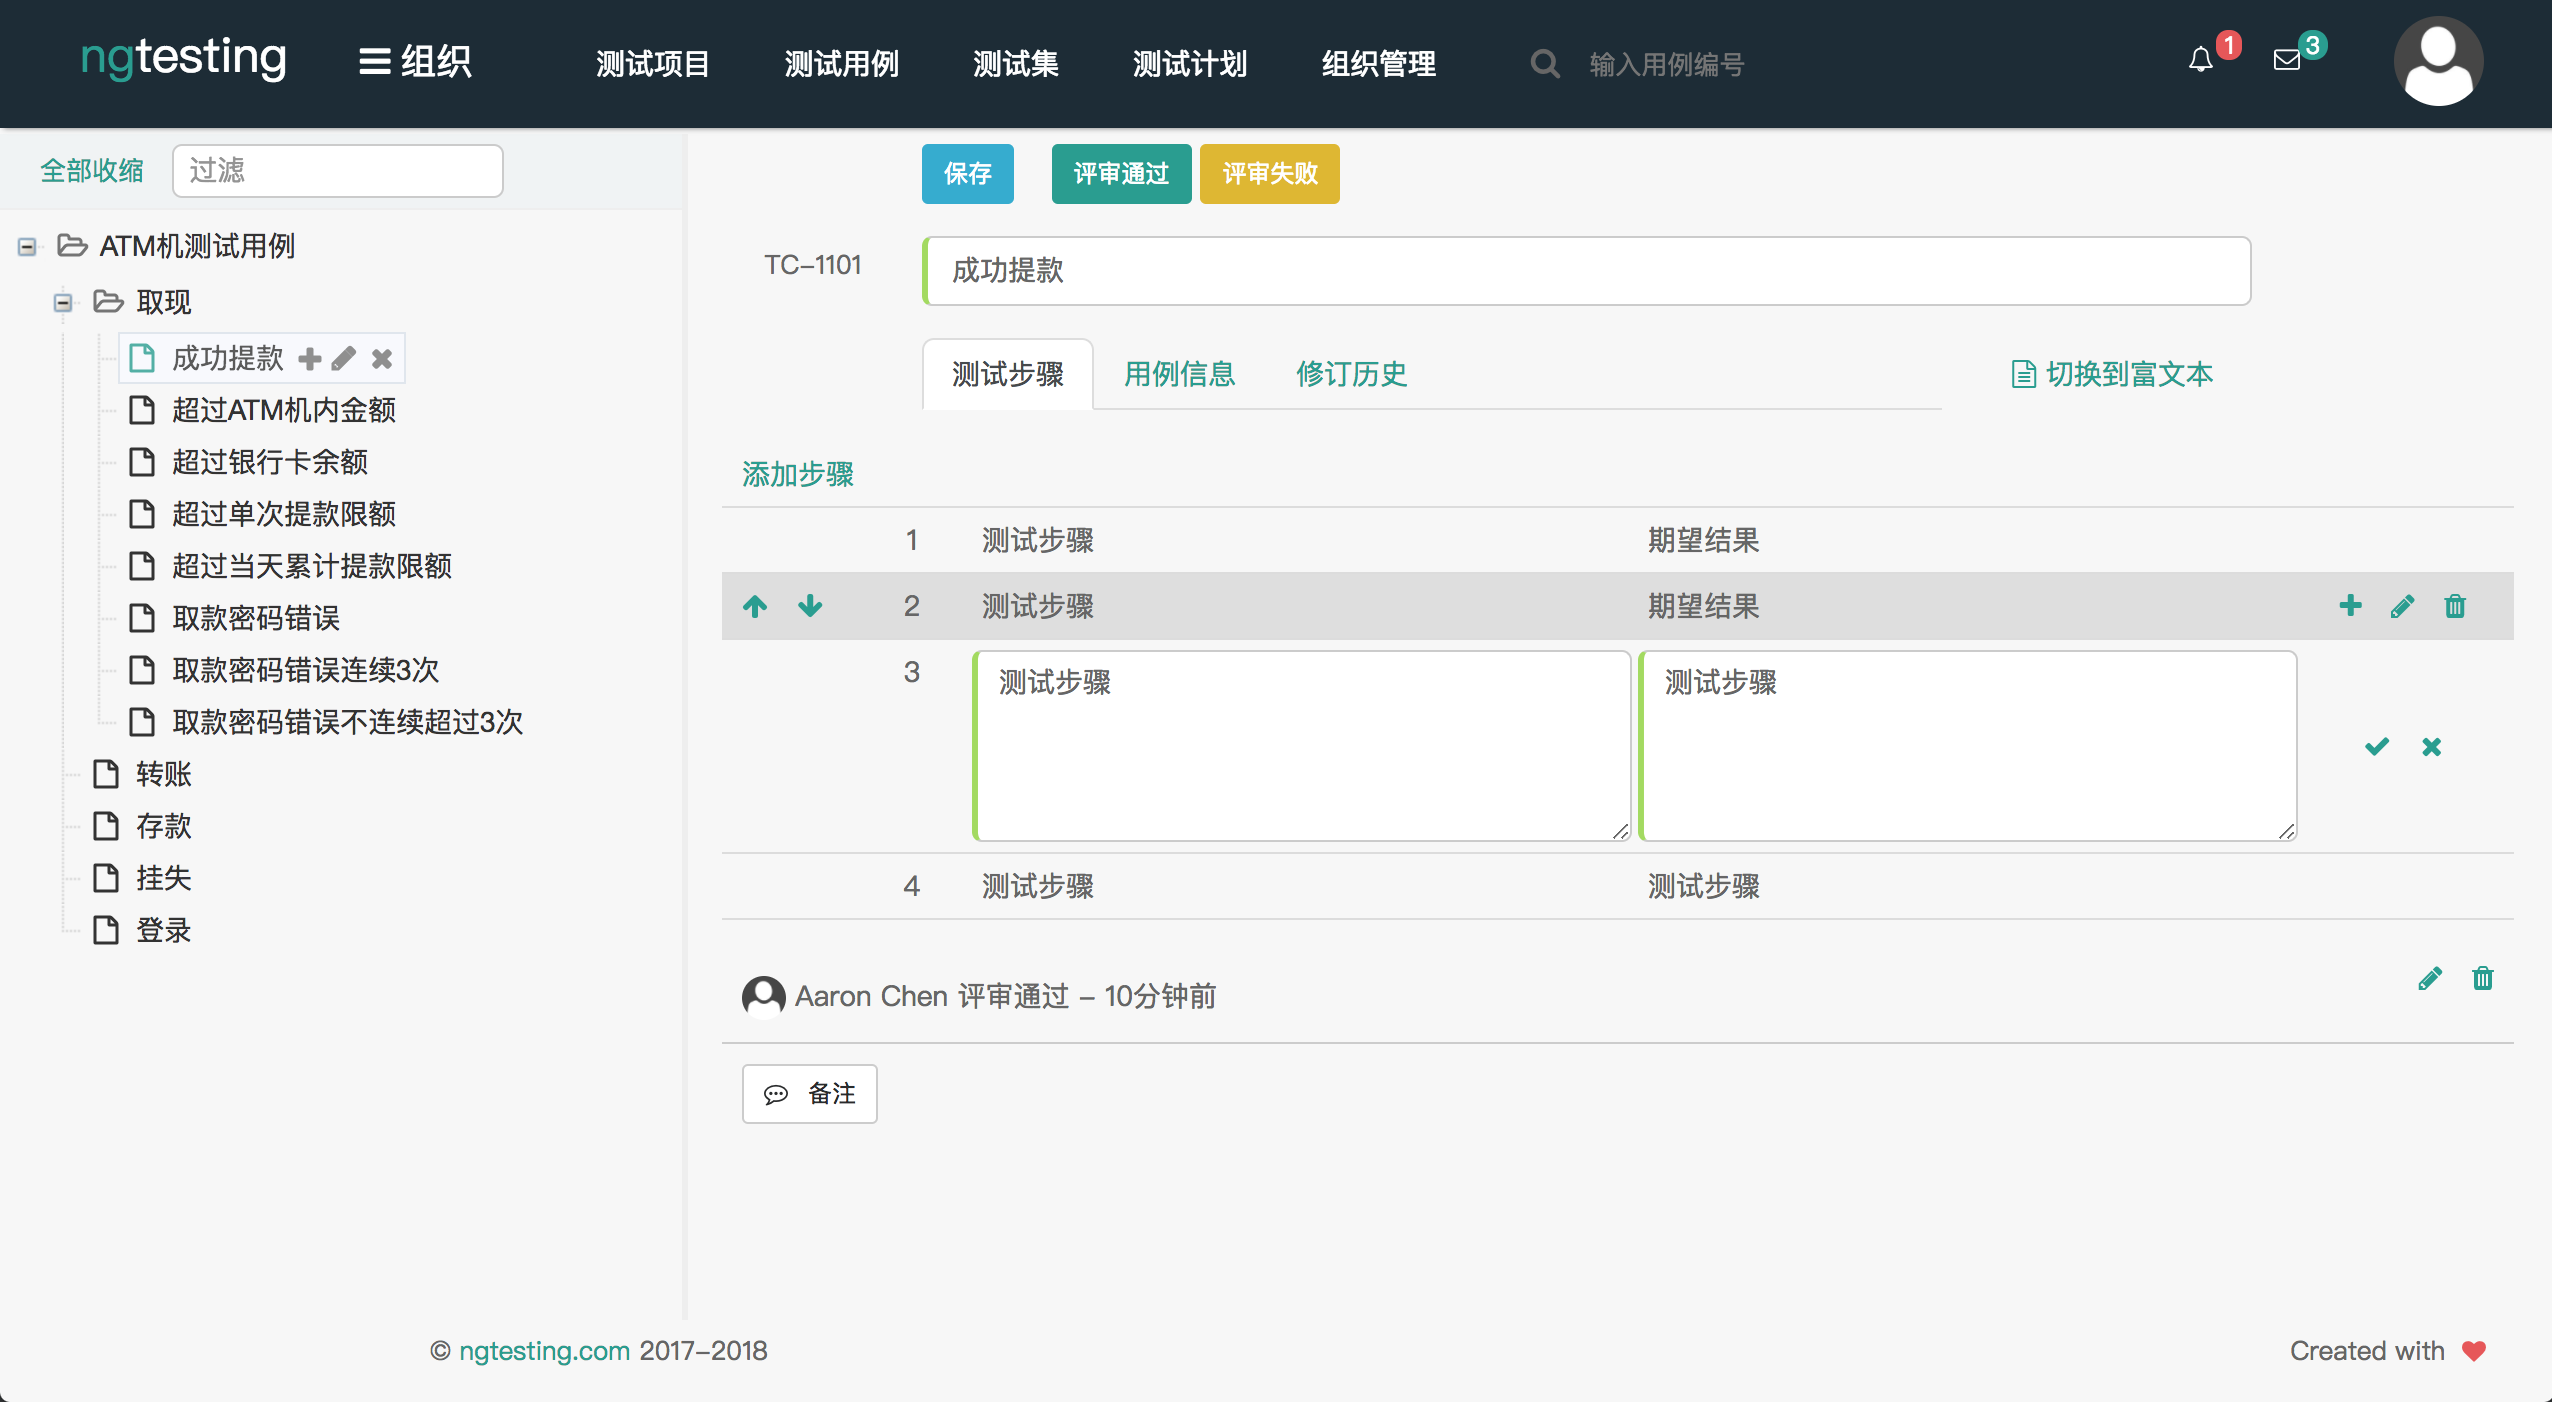 ngtesting 组织 测试项目 测试用例 测试集 测试计划 组织管理 输入用例编号 1 3
全部收缩 过滤
ATM机测试用例
取现
成功提款
超过ATM机内金额
超过银行卡余额
超过单次提款限额
超过当天累计提款限额
取款密码错误
取款密码错误连续3次
取款密码错误不连续超过3次
转账
存款
挂失
登录
保存 评审通过 评审失败
TC-1101 成功提款
测试步骤 用例信息 修订历史 切换到富文本
添加步骤
1 测试步骤 期望结果
2 测试步骤 期望结果
3 测试步骤 测试步骤
4 测试步骤 测试步骤
Aaron Chen 评审通过 - 10分钟前
备注
© ngtesting.com 2017-2018 Created with